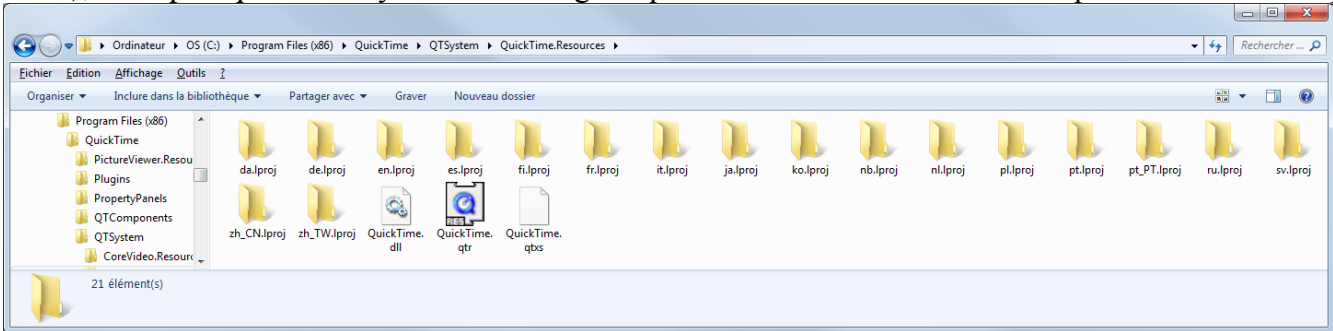 Ordinateur ▸ OS (C:) ▸ Program Files (x86) ▸ QuickTime ▸ QTSystem ▸ QuickTime.Resources ▸
Rechercher ...
Fichier Edition Affichage Outils ?
Organiser Inclure dans la bibliothèque Partager avec Graver Nouveau dossier
Program Files (x86)
QuickTime
PictureViewer.Resou
Plugins
PropertyPanels
QTComponents
QTSystem
CoreVideo.Resourc
da.lproj de.lproj en.lproj es.lproj fi.lproj fr.lproj it.lproj ja.lproj ko.lproj nb.lproj nl.lproj pl.lproj pt.lproj pt_PT.lproj ru.lproj sv.lproj
zh_CN.lproj zh_TW.lproj QuickTime. QuickTime. QuickTime.
dll qtr qtxs
21 élément(s)